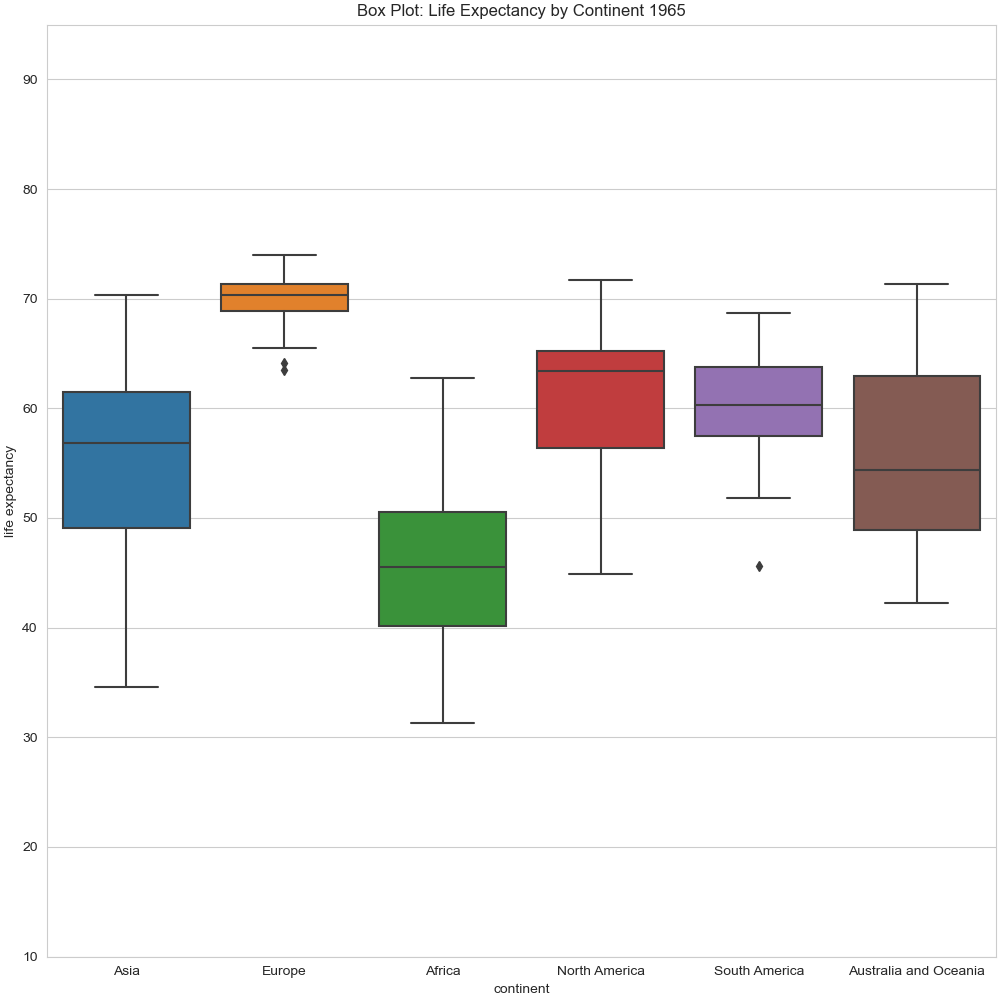 Box Plot: Life Expectancy by Continent 1965
90
80
70
60
50
40
30
20
10
life expectancy
Asia Europe Africa North America South America Australia and Oceania
continent